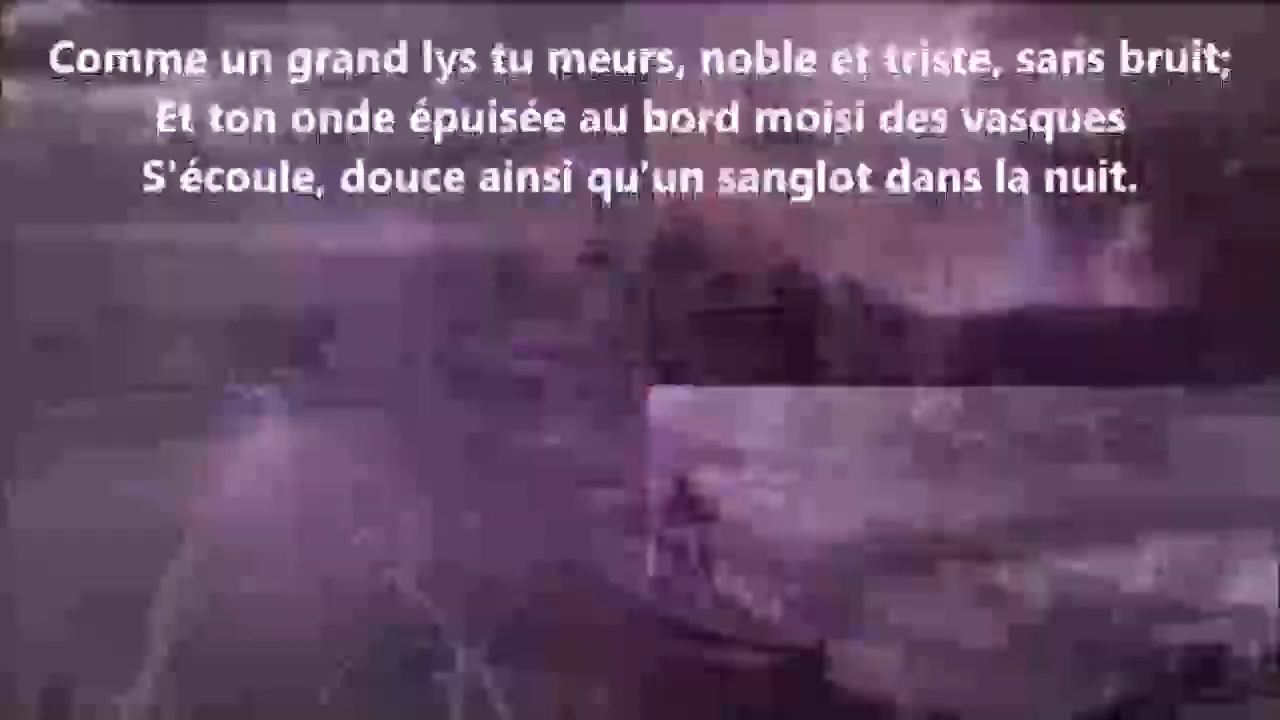 Comme un grand lys tu meurs, noble et triste, sans bruit;
Et ton onde épuisée au bord moisi des vasques
S'écoule, douce ainsi qu'un sanglot dans la nuit.